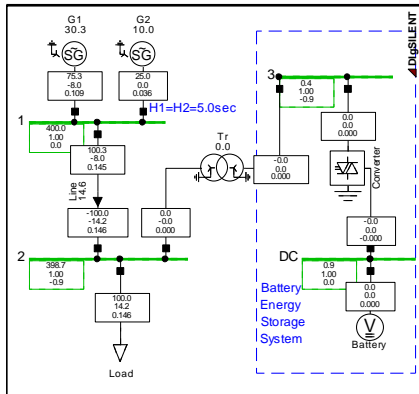 G1
30.3
G2
10.0
SG
SG
DIgSILENT
75.3
-8.0
0.109
25.0
0.0
0.036
H1=H2=5.0sec
1
400.0
1.00
0.0
100.3
-8.0
0.145
Line
14.6
-100.0
-14.2
0.146
0.0
-0.0
0.000
Tr
0.0
-0.0
0.0
0.000
3
0.4
1.00
-0.9
0.0
0.0
0.000
Converter
-0.0
0.0
-0.000
2
398.7
1.00
-0.9
100.0
14.2
0.146
Load
DC
0.9
1.00
0.0
0.0
0.0
0.000
V
Battery
Battery
Energy
Storage
System